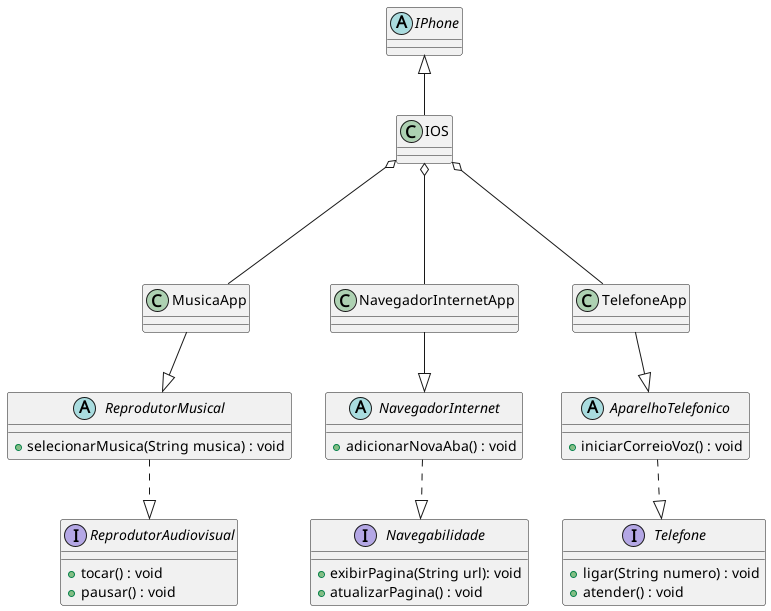 A IPhone
C IOS
C MusicaApp
C NavegadorInternetApp
C TelefoneApp
A ReprodutorMusical
selecionarMusica(String musica) : void
A NavegadorInternet
adicionarNovaAba() : void
A AparelhoTelefonico
iniciarCorreioVoz() : void
I ReprodutorAudiovisual
tocar() : void
pausar() : void
I Navegabilidade
exibirPagina(String url): void
atualizarPagina() : void
I Telefone
ligar(String numero) : void
atender() : void